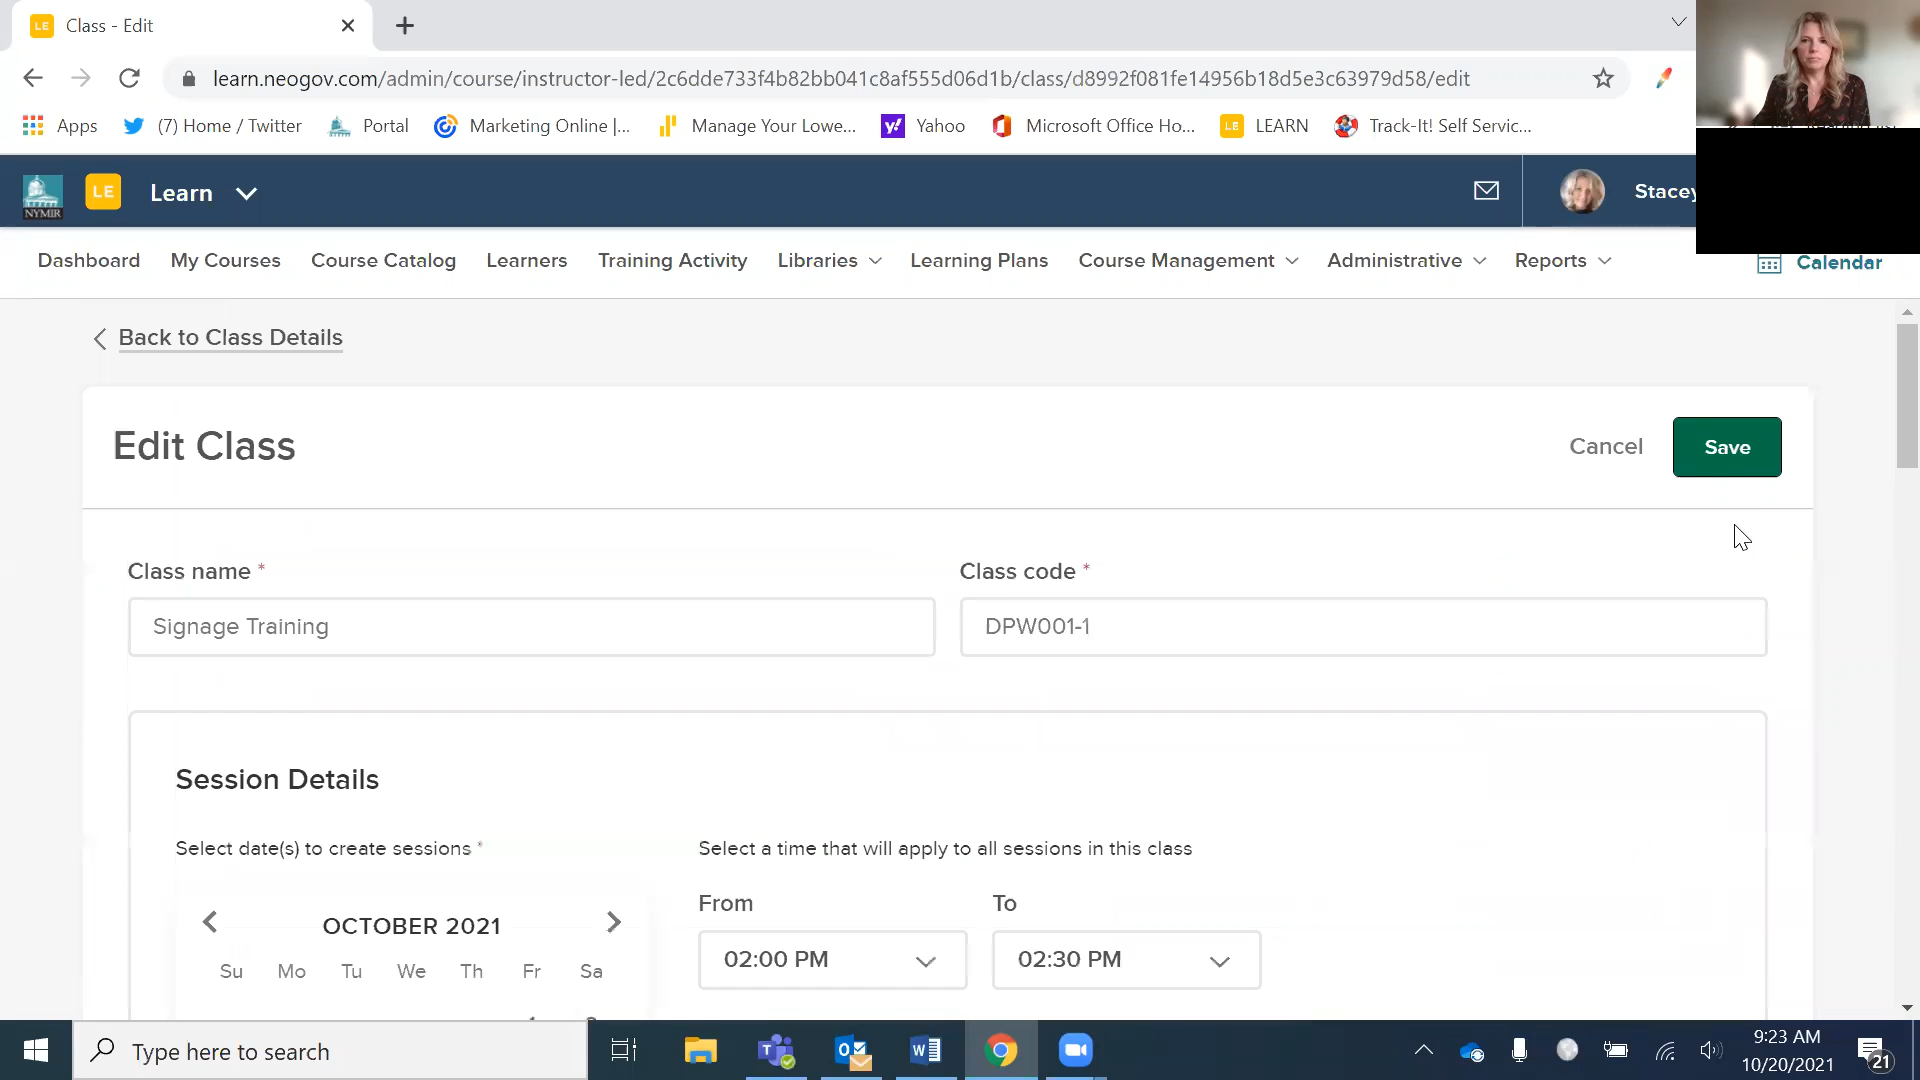 LE Class - Edit
learn.neogov.com/admin/course/instructor-led/2c6dde733f4b82bb041c8af555d06d1b/class/d8992f081fe14956b18d5e3c63979d58/edit
Apps (7) Home / Twitter Portal Marketing Online |... Manage Your Lowe... Yahoo Microsoft Office Ho... LE LEARN Track-It! Self Servic...
NYMIR LE Learn Stacey
Dashboard My Courses Course Catalog Learners Training Activity Libraries Learning Plans Course Management Administrative Reports Calendar
Back to Class Details
Edit Class Cancel Save
Class name * Class code *
Signage Training DPW001-1
Session Details
Select date(s) to create sessions * Select a time that will apply to all sessions in this class
From To
OCTOBER 2021
02:00 PM 02:30 PM
Su Mo Tu We Th Fr Sa
Type here to search
9:23 AM
10/20/2021
21